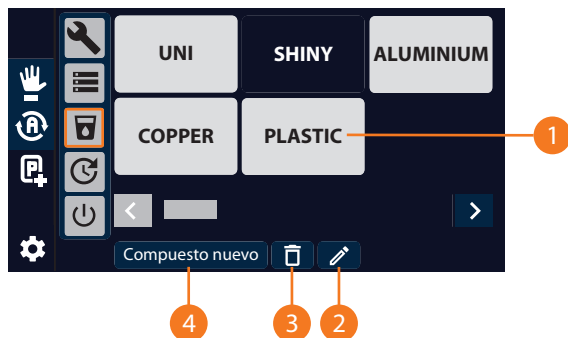 UNI SHINY ALUMINIUM
COPPER PLASTIC
1
A
P
Compuesto nuevo
4 3 2